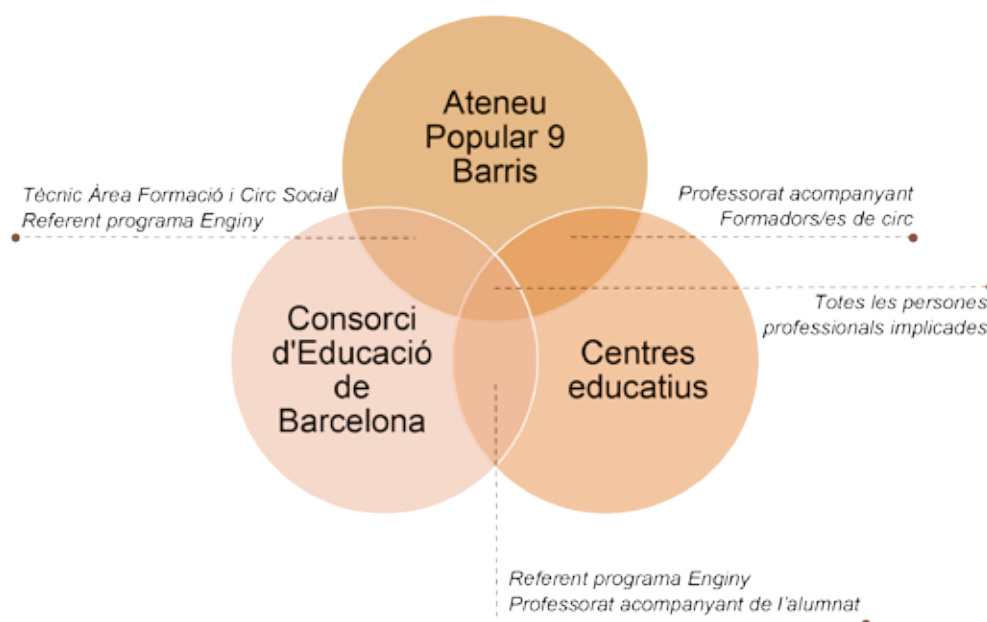 Ateneu
Popular 9
Barris
Tècnic Àrea Formació i Circ Social
Referent programa Enginy
Professorat acompanyant
Formadors/es de circ
Totes les persones
professionals implicades
Consorci
d'Educació
de
Barcelona
Centres
educatius
Referent programa Enginy
Professorat acompanyant de l’alumnat